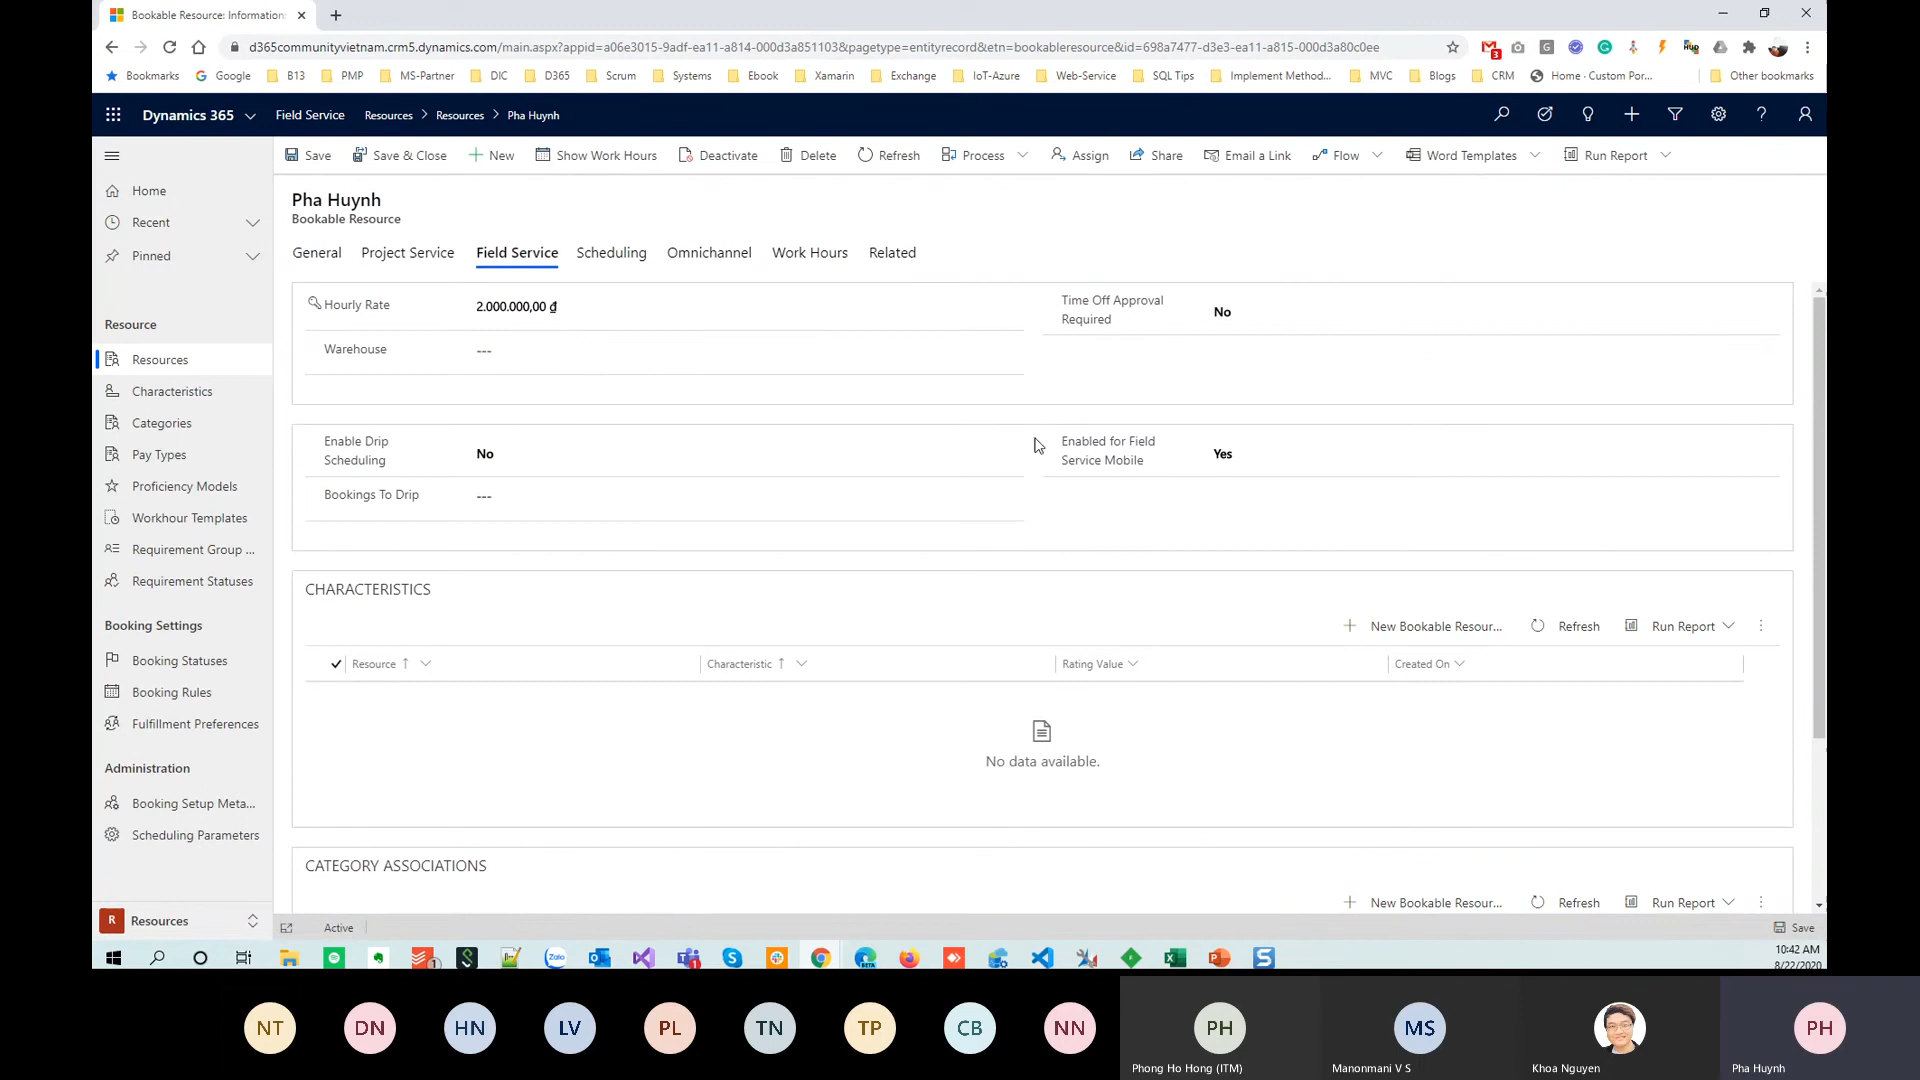 Bookable Resource: Information:
d365communityvietnam.crm5.dynamics.com/main.aspx?appid=a06e3015-9adf-ea11-a814-000d3a851103&pagetype=entityrecord&etn=bookableresource&id=698a7477-d3e3-ea11-a815-000d3a80c0ee
3
Bookmarks Google B13 PMP MS-Partner DIC D365 Scrum Systems Ebook Xamarin Exchange IoT-Azure Web-Service SQL Tips Implement Method... MVC Blogs CRM Home · Custom Por... Other bookmarks
Dynamics 365 Field Service Resources > Resources > Pha Huynh
Save Save & Close New Show Work Hours Deactivate Delete Refresh Process Assign Share Email a Link Flow Word Templates Run Report
Home
Recent
Pinned
Resource
Resources
Characteristics
Categories
Pay Types
Proficiency Models
Workhour Templates
Requirement Group ...
Requirement Statuses
Booking Settings
Booking Statuses
Booking Rules
Fulfillment Preferences
Administration
Booking Setup Meta...
Scheduling Parameters
R Resources
Pha Huynh
Bookable Resource
General Project Service Field Service Scheduling Omnichannel Work Hours Related
Hourly Rate 2.000.000,00 ₫
Time Off Approval Required No
Warehouse ---
Enable Drip Scheduling No
Enabled for Field Service Mobile Yes
Bookings To Drip ---
CHARACTERISTICS
New Bookable Resour... Refresh Run Report
Resource Characteristic Rating Value Created On
No data available.
CATEGORY ASSOCIATIONS
New Bookable Resour... Refresh Run Report
Active Save
Zalo BETA 1 1
10:42 AM
8/22/2020
NT DN HN LV PL TN TP CB NN PH MS PH
Phong Ho Hong (ITM) Manonmani V S Khoa Nguyen Pha Huynh